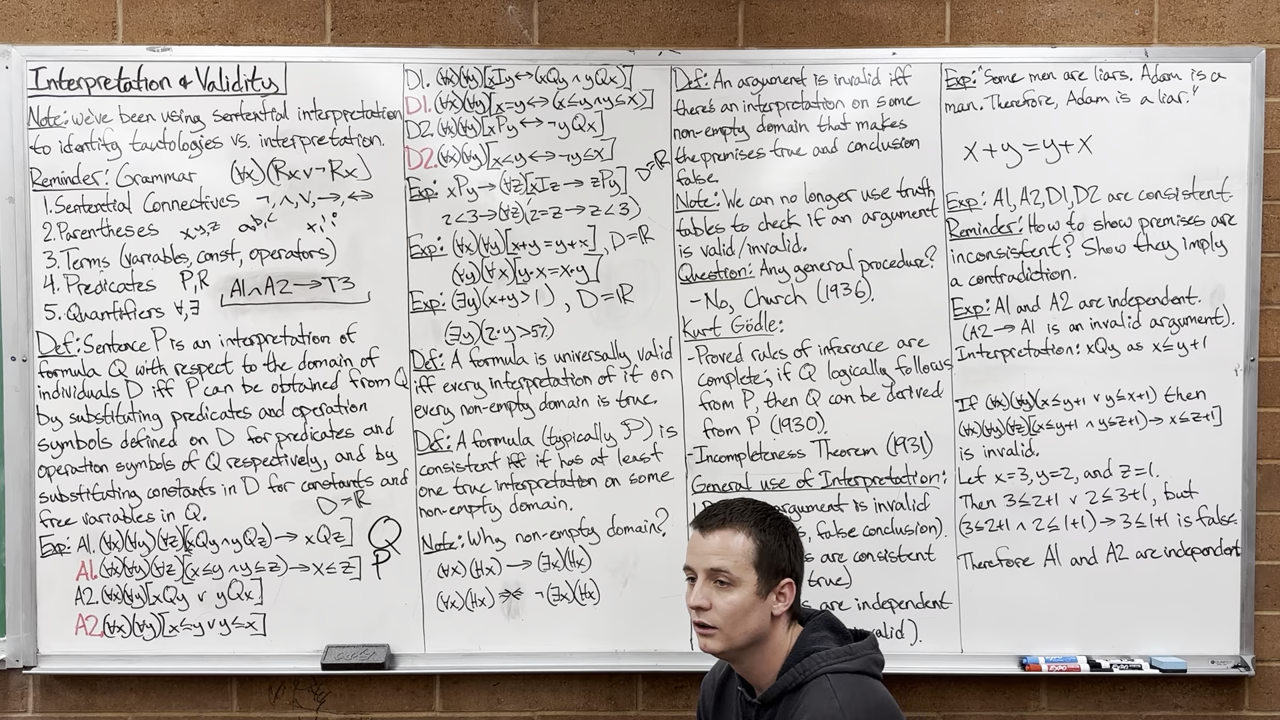 Interpretation & Validity
Note: we've been using sentential interpretation
to identify tautologies vs. interpretation.
Reminder: Grammar (∀x)(Rx ∨ ¬Rx)
1. Sentential Connectives ¬, ∧, ∨, →, ↔
2. Parentheses x,y,z a,b,c
3. Terms (variables, const, operators)
4. Predicates P,R A1∧A2→T3
5. Quantifiers ∀,∃
Def: Sentence P is an interpretation of
formula Q with respect to the domain of
individuals D iff P can be obtained from Q
by substituting predicates and operation
symbols defined on D for predicates and
operation symbols of Q respectively, and by
substituting constants in D for constants and
free variables in Q. D=ℝ
Exp: A1. (∀x)(∀y)(∀z)[xQy ∧ yQz) → xQz] Q
A1. (∀x)(∀y)(∀z)[(x≤y ∧ y≤z)→x≤z] P
A2. (∀x)(∀y)[xQy ∨ yQx]
A2. (∀x)(∀y)[x≤y ∨ y≤x]
D1. (∀x)(∀y)[xIy↔(xQy ∧ yQx)]
D1. (∀x)(∀y)[x=y↔(x≤y ∧ y≤x)]
D2. (∀x)(∀y)[xPy↔¬yQx]
D2. (∀x)(∀y)[x<y↔¬y≤x]
D=ℝ
Exp: xPy→(∀z)[xIz→zPy]
2<3→(∀z)(2=z→z<3)
Exp: (∀x)(∀y)[x+y=y+x], D=ℝ
(∀y)(∀x)[y·x=x·y]
Exp: (∃y)(x+y>1), D=ℝ
(∃y)(2·y>57)
Def: A formula is universally valid
iff every interpretation of it on
every non-empty domain is true.
Def: A formula (typically P) is
consistent iff it has at least
one true interpretation on some
non-empty domain.
Note: Why non-empty domain?
(∀x)(Hx) → (∃x)(Hx)
(∀x)(Hx) ¬(∃x)(Hx)
Def: An argument is invalid iff
there's an interpretation on some
non-empty domain that makes
the premises true and conclusion
false.
Note: We can no longer use truth
tables to check if an argument
is valid/invalid.
Question: Any general procedure?
-No, Church (1936).
Kurt Gödle:
-Proved rules of inference are
complete; if Q logically follows
from P, then Q can be derived
from P (1930).
-Incompleteness Theorem (1931)
General use of Interpretation:
argument is invalid
, false conclusion).
s are consistent
true)
s are independent
valid).
Exp: "Some men are liars. Adam is a
man. Therefore, Adam is a liar."
x+y=y+x
Exp: A1, A2, D1, D2 are consistent.
Reminder: How to show premises are
inconsistent? Show they imply
a contradiction.
Exp: A1 and A2 are independent.
(A2→A1 is an invalid argument).
Interpretation: xQy as x≤y+1
If (∀x)(∀y)(x≤y+1 ∨ y≤x+1) then
(∀x)(∀y)(∀z)[(x≤y+1 ∧ y≤z+1)→x≤z+1]
is invalid.
Let x=3, y=2, and z=1.
Then 3≤2+1 ∨ 2≤3+1, but
(3≤2+1 ∧ 2≤1+1)→3≤1+1 is false
Therefore A1 and A2 are independent
EXPO